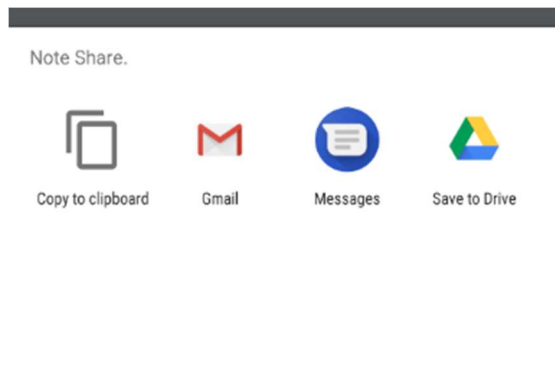 Note Share.
Copy to clipboard
Gmail
Messages
Save to Drive